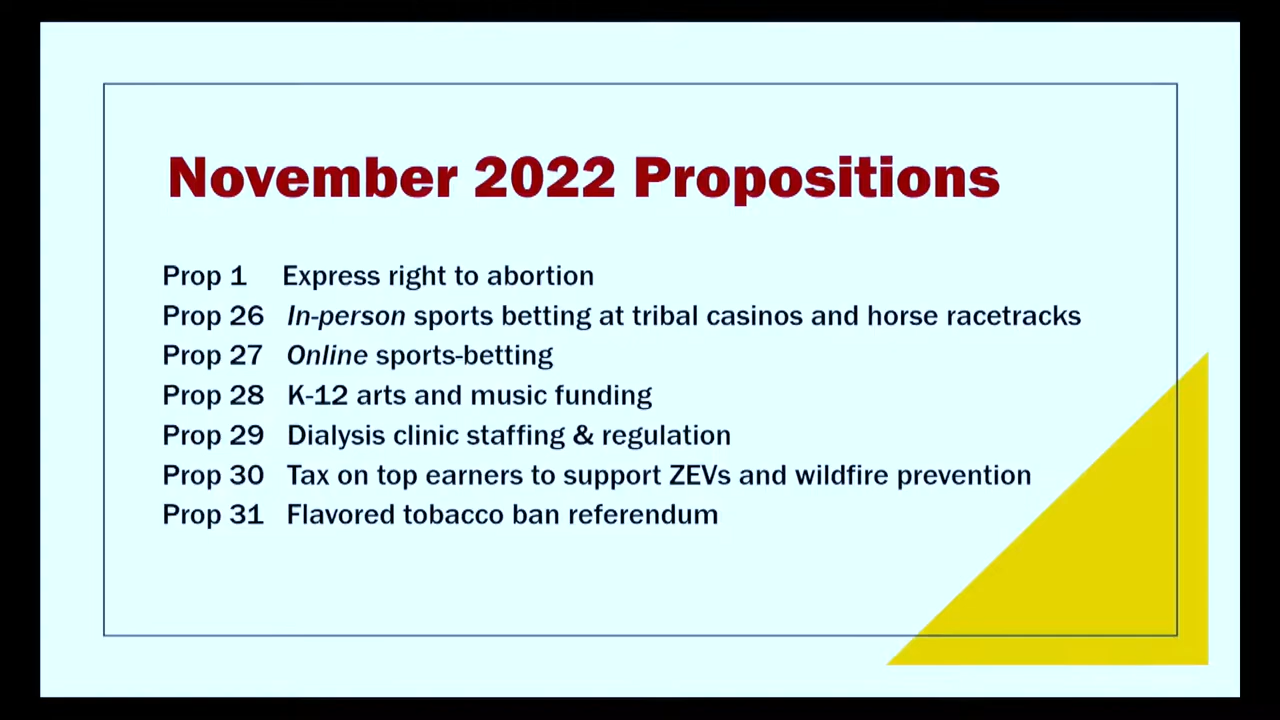 November 2022 Propositions
Prop 1 Express right to abortion
Prop 26 In-person sports betting at tribal casinos and horse racetracks
Prop 27 Online sports-betting
Prop 28 K-12 arts and music funding
Prop 29 Dialysis clinic staffing & regulation
Prop 30 Tax on top earners to support ZEVs and wildfire prevention
Prop 31 Flavored tobacco ban referendum